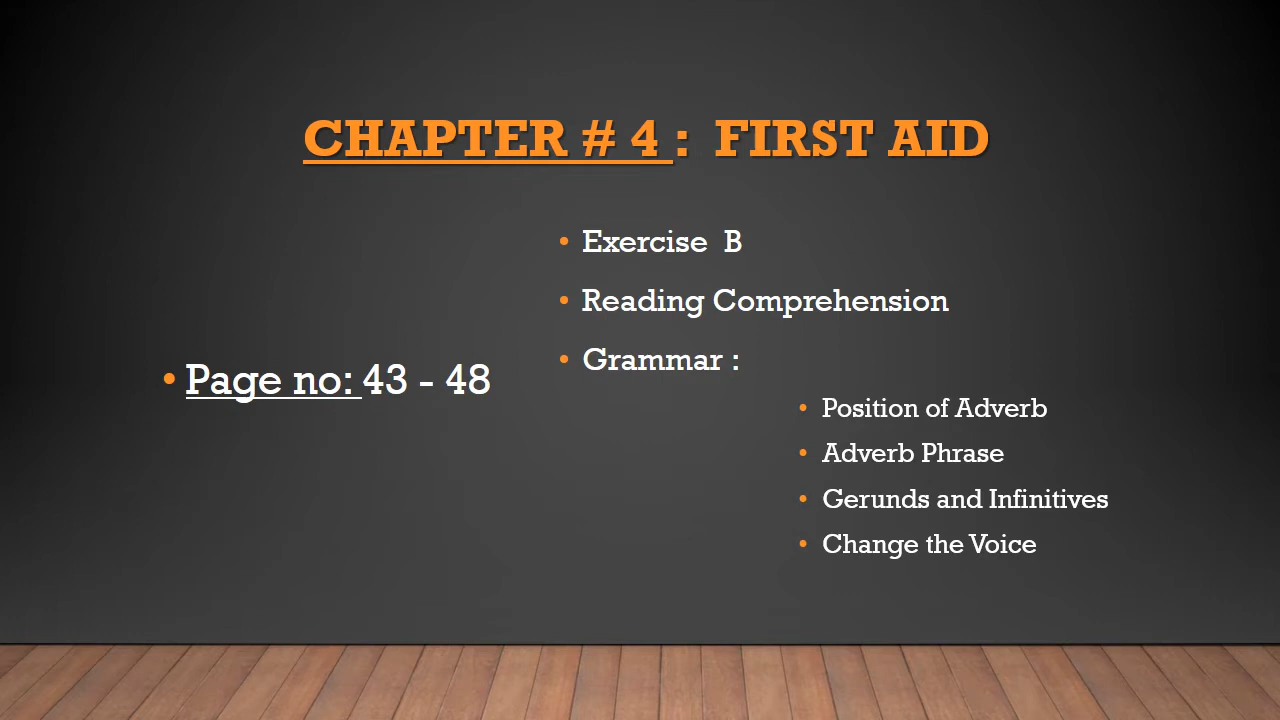 CHAPTER # 4 : FIRST AID
• Page no: 43 - 48
• Exercise B
• Reading Comprehension
• Grammar :
• Position of Adverb
• Adverb Phrase
• Gerunds and Infinitives
• Change the Voice